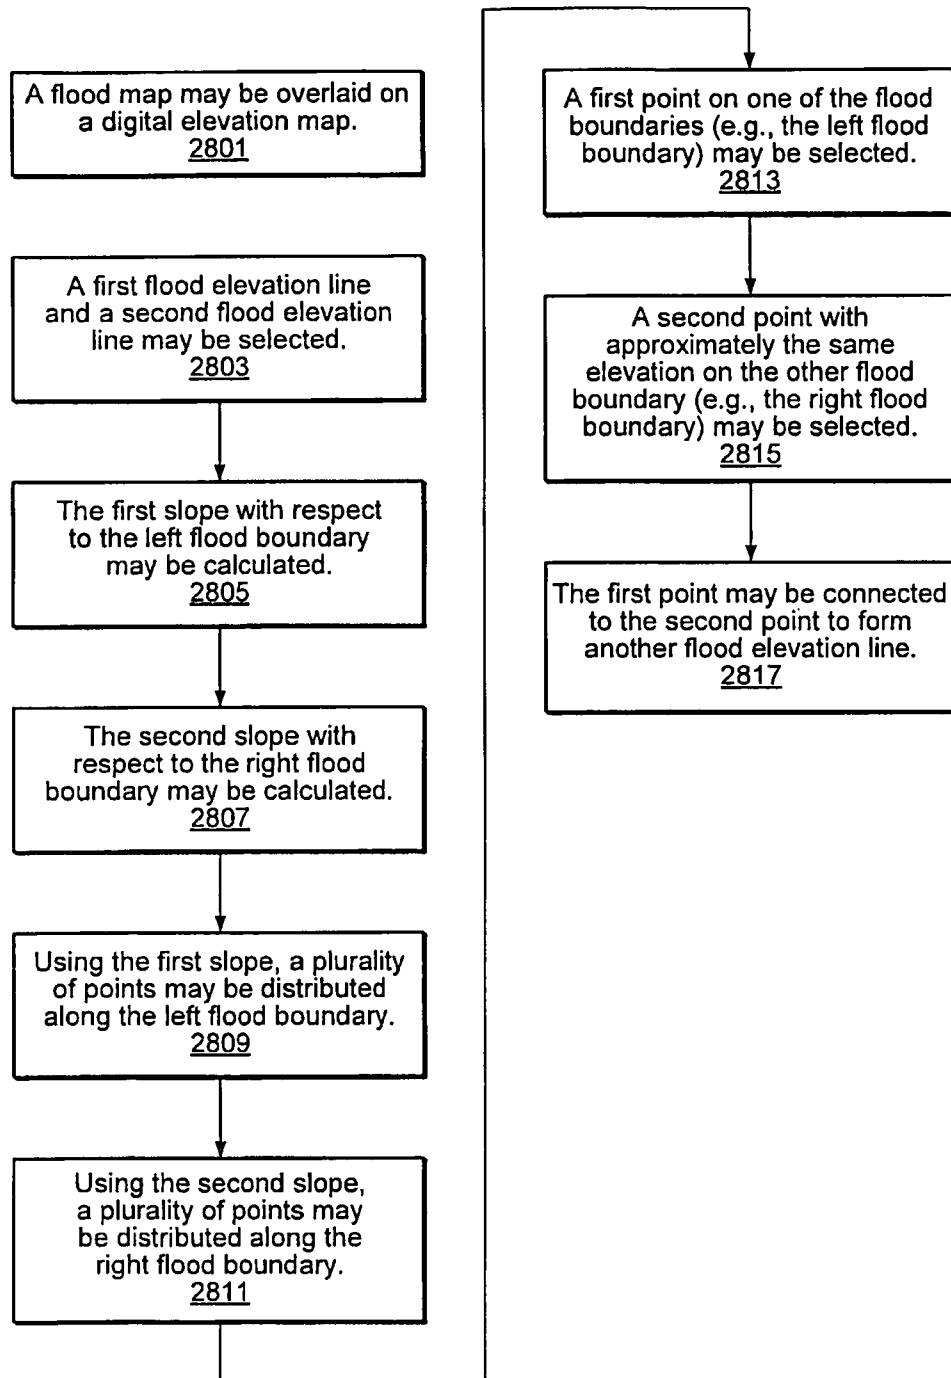 A flood map may be overlaid on
a digital elevation map.
2801
A first flood elevation line
and a second flood elevation
line may be selected.
2803
The first slope with respect
to the left flood boundary
may be calculated.
2805
The second slope with
respect to the right flood
boundary may be calculated.
2807
Using the first slope, a plurality
of points may be distributed
along the left flood boundary.
2809
Using the second slope,
a plurality of points may
be distributed along the
right flood boundary.
2811
A first point on one of the flood
boundaries (e.g., the left flood
boundary) may be selected.
2813
A second point with
approximately the same
elevation on the other flood
boundary (e.g., the right flood
boundary) may be selected.
2815
The first point may be connected
to the second point to form
another flood elevation line.
2817